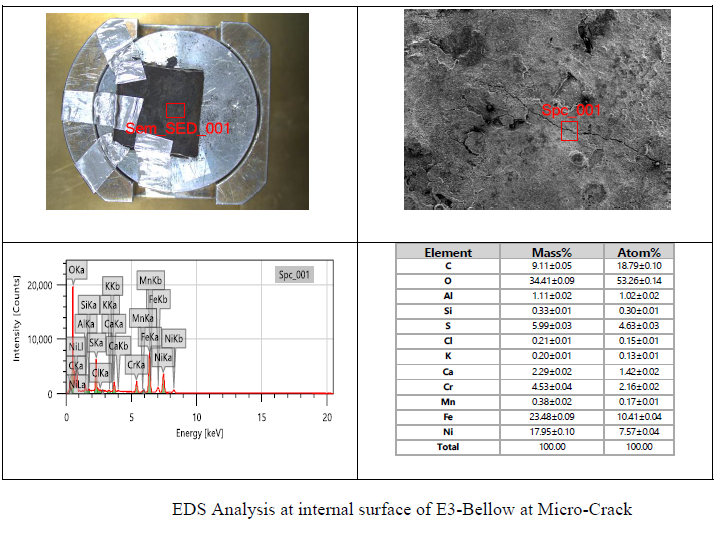 Sem_SED_001
Spc_001
Intensity [Counts]
20,000
10,000
0
OKa
KKb
MnKb
Spc_001
SiKa KKa
FeKb
AlKa CaKa
MnKa
NiLl SKa CaKb
FeKa NiKb
NiKa
CKa ClKa
CrKa
NiLa
0 5 10 15 20
Energy [keV]
Element Mass% Atom%
C 9.11±0.05 18.79±0.10
O 34.41±0.09 53.26±0.14
Al 1.11±0.02 1.02±0.02
Si 0.33±0.01 0.30±0.01
S 5.99±0.03 4.63±0.03
Cl 0.21±0.01 0.15±0.01
K 0.20±0.01 0.13±0.01
Ca 2.29±0.02 1.42±0.02
Cr 4.53±0.04 2.16±0.02
Mn 0.38±0.02 0.17±0.01
Fe 23.48±0.09 10.41±0.04
Ni 17.95±0.10 7.57±0.04
Total 100.00 100.00
EDS Analysis at internal surface of E3-Bellow at Micro-Crack